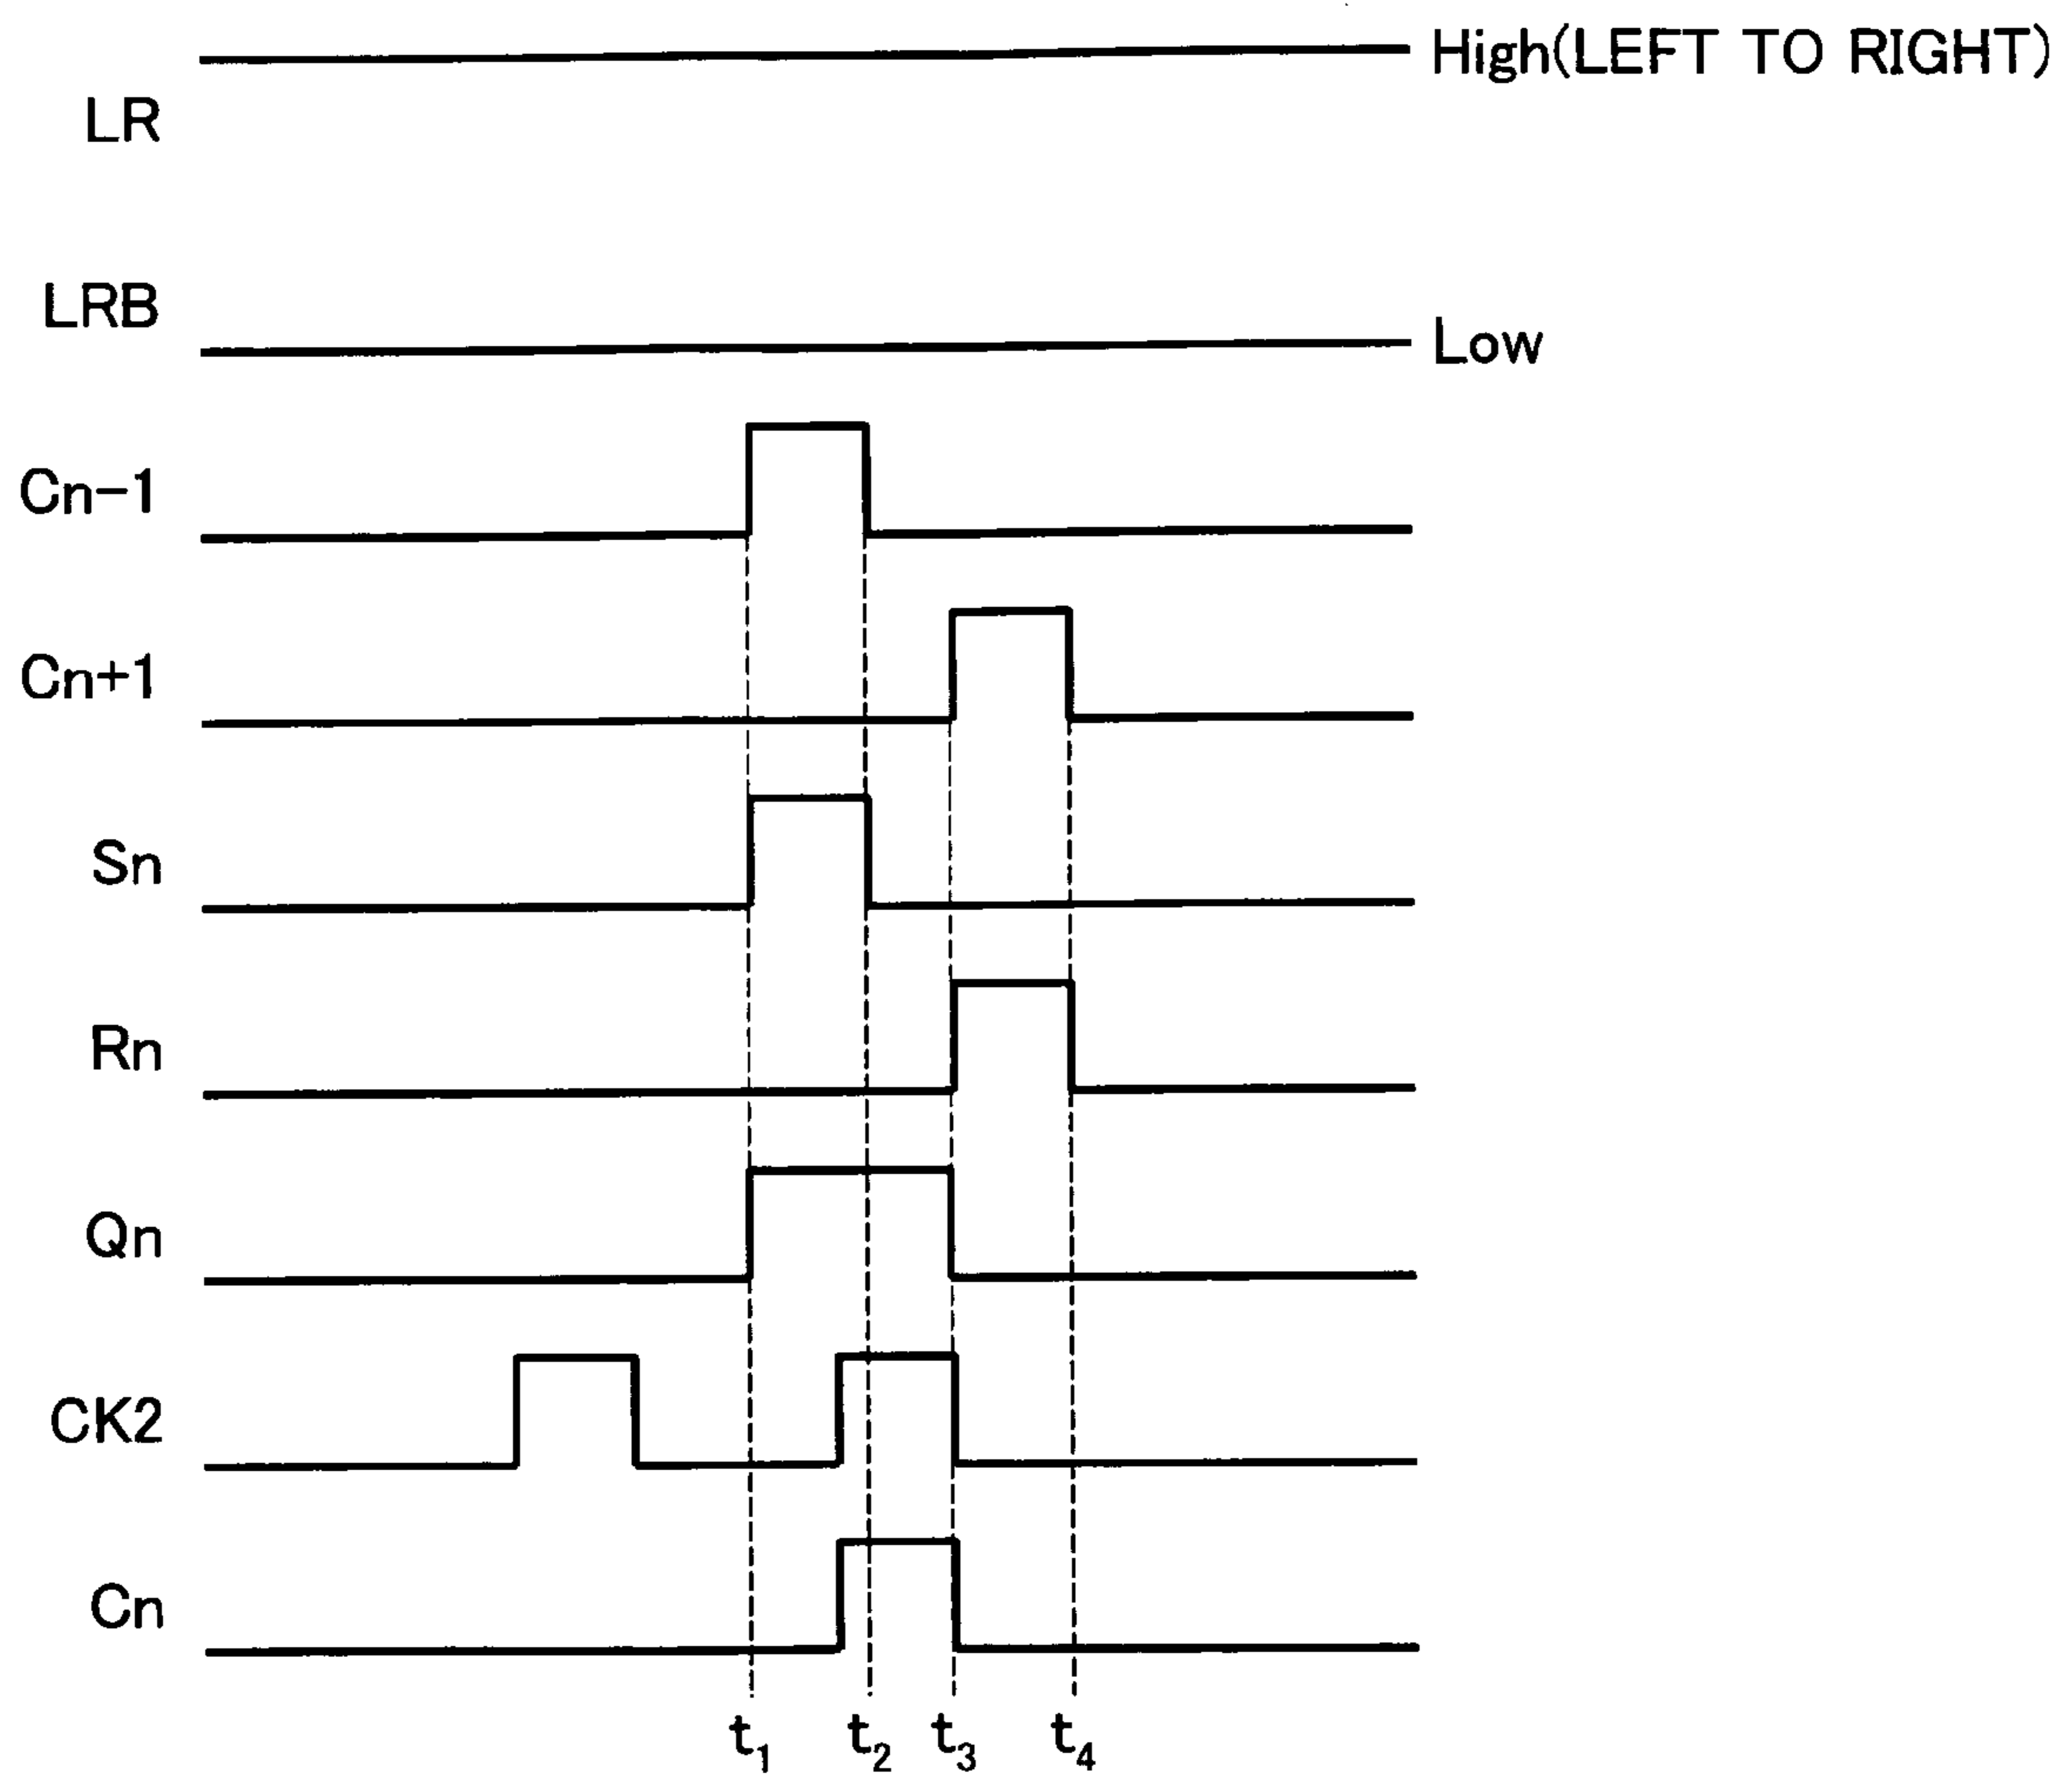 High(LEFT TO RIGHT)
LR
LRB
Low
Cn-1
Cn+1
Sn
Rn
Qn
CK2
Cn
t1 t2 t3 t4